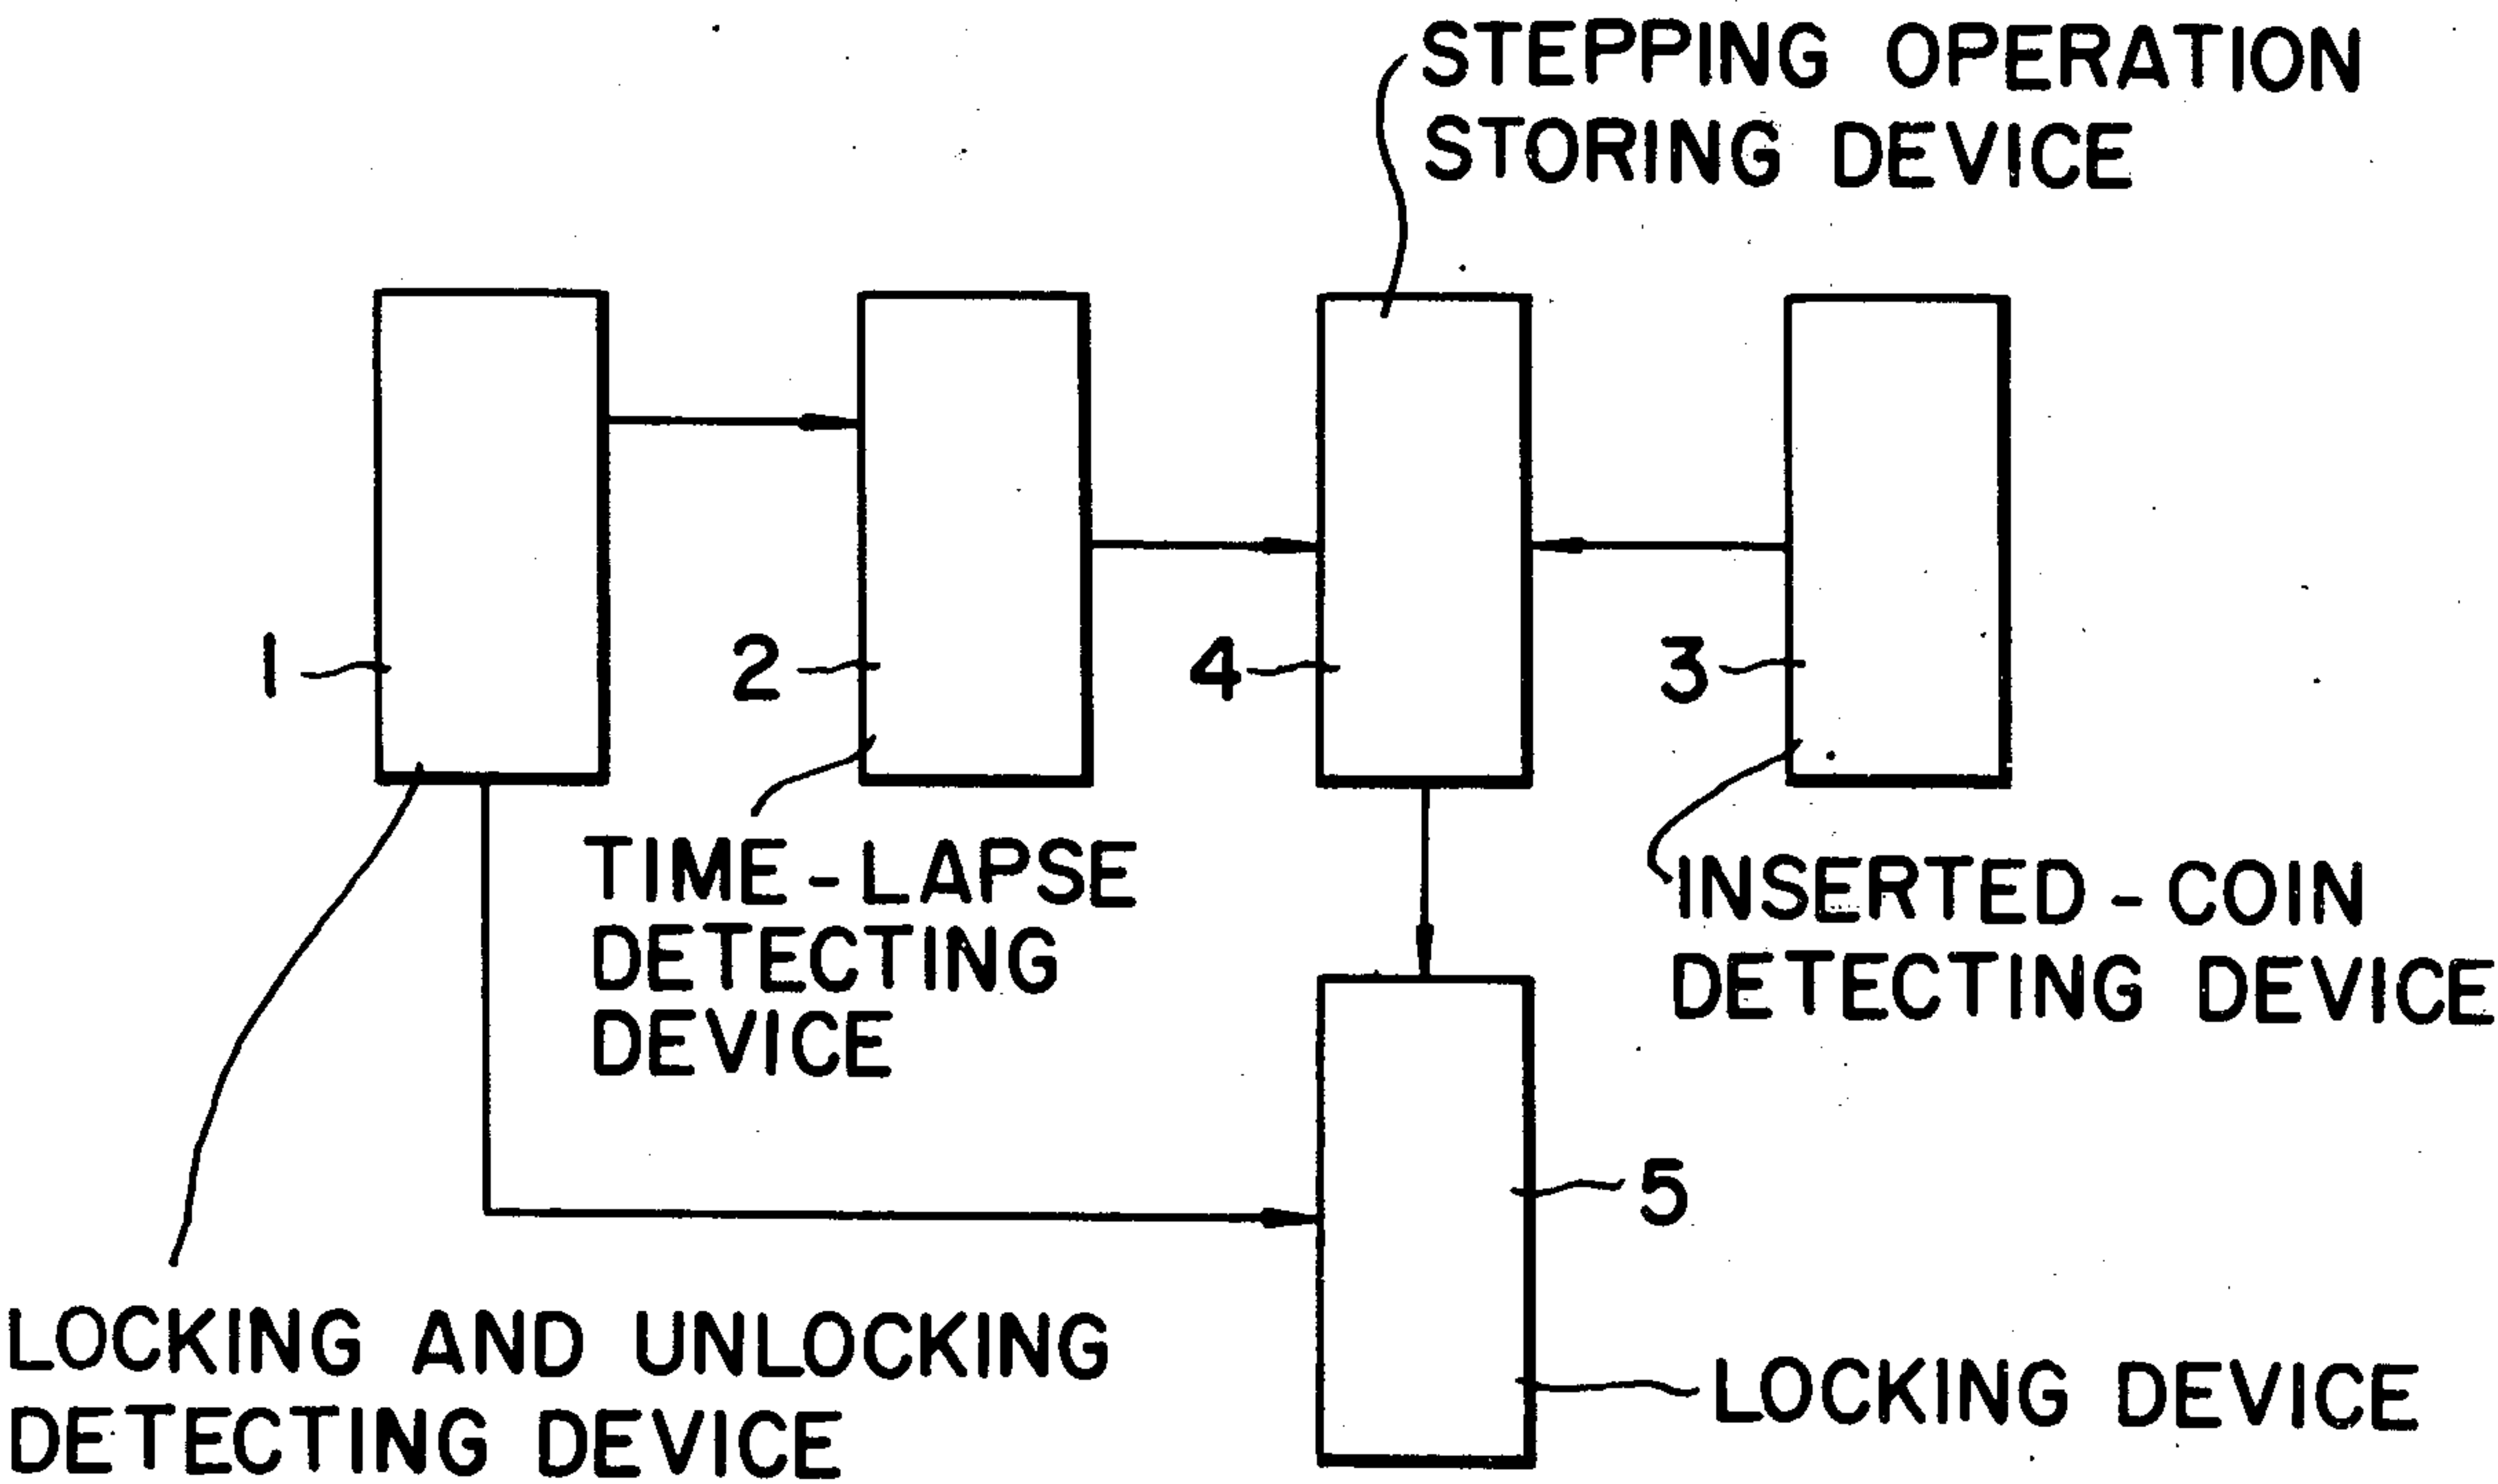 STEPPING OPERATION
STORING DEVICE
1
2
4
3
TIME-LAPSE
DETECTING
DEVICE
INSERTED-COIN
DETECTING DEVICE
5
LOCKING AND UNLOCKING
DETECTING DEVICE
LOCKING DEVICE